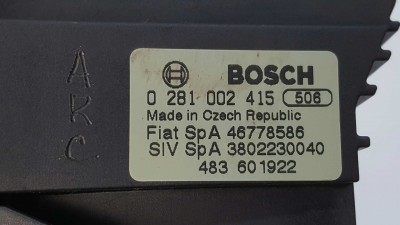 A
R
C
BOSCH
0 281 002 415 506
Made in Czech Republic
Fiat SpA 46778586
SIV SpA 3802230040
483 601922